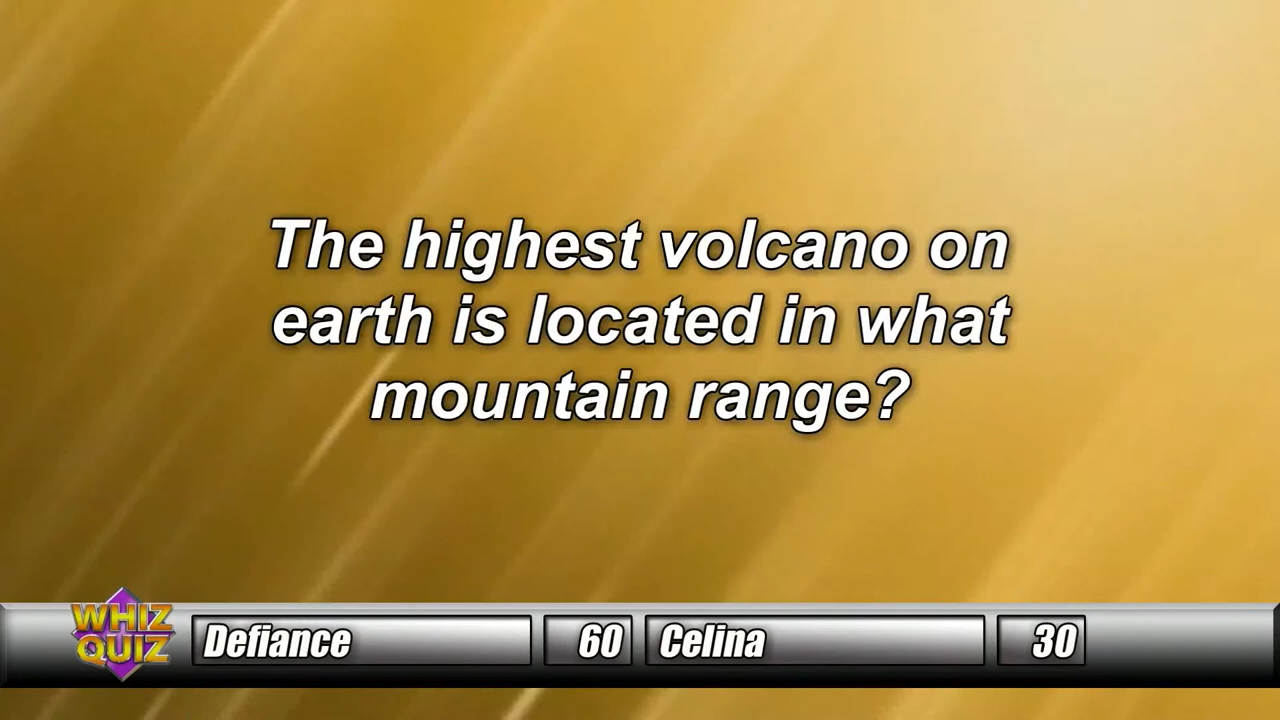 The highest volcano on
earth is located in what
mountain range?
WHIZ
QUIZ
Defiance 60 Celina 30